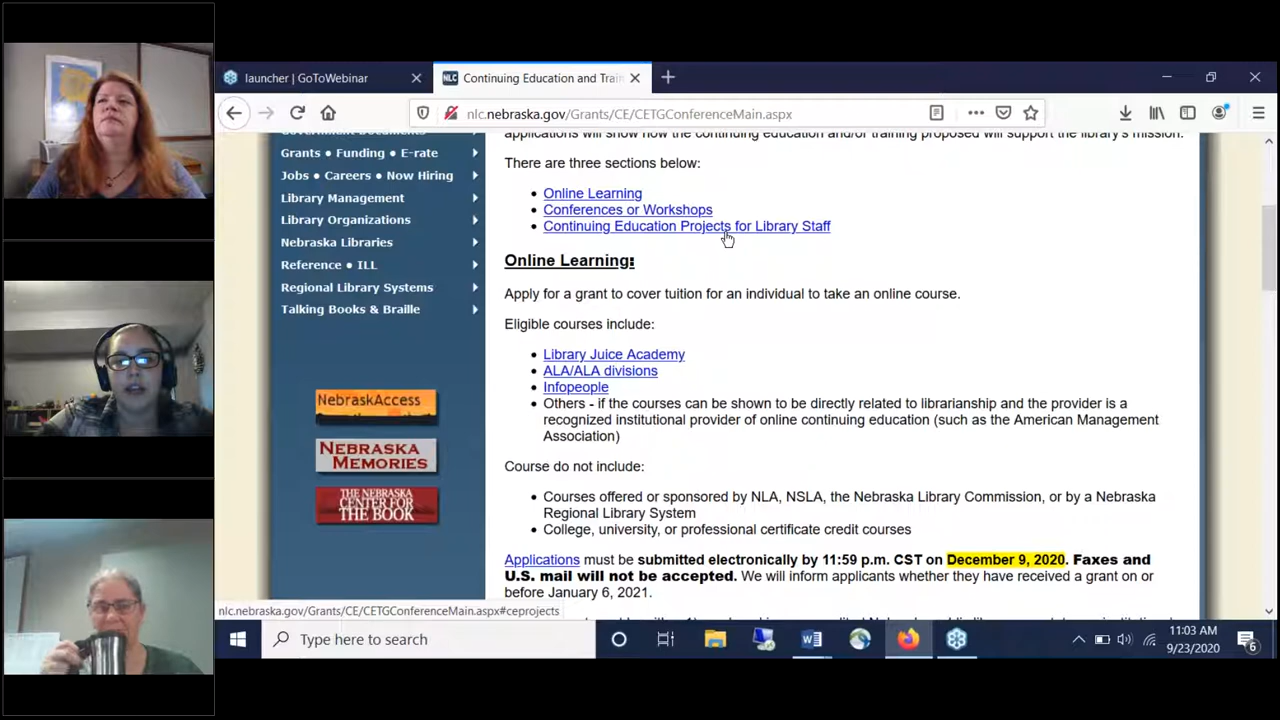 launcher | GoToWebinar
NLC
Continuing Education and Train
nlc.nebraska.gov/Grants/CE/CETGConferenceMain.aspx
Grants • Funding • E-rate
Jobs • Careers • Now Hiring
Library Management
Library Organizations
Nebraska Libraries
Reference • ILL
Regional Library Systems
Talking Books & Braille
NebraskAccess
NEBRASKA
MEMORIES
THE NEBRASKA
CENTER FOR
THE BOOK
applications will show how the continuing education and/or training proposed will support the library's mission.
There are three sections below:
• Online Learning
• Conferences or Workshops
• Continuing Education Projects for Library Staff
Online Learning:
Apply for a grant to cover tuition for an individual to take an online course.
Eligible courses include:
• Library Juice Academy
• ALA/ALA divisions
• Infopeople
• Others - if the courses can be shown to be directly related to librarianship and the provider is a
recognized institutional provider of online continuing education (such as the American Management
Association)
Course do not include:
• Courses offered or sponsored by NLA, NSLA, the Nebraska Library Commission, or by a Nebraska
Regional Library System
• College, university, or professional certificate credit courses
Applications must be submitted electronically by 11:59 p.m. CST on December 9, 2020. Faxes and
U.S. mail will not be accepted. We will inform applicants whether they have received a grant on or
before January 6, 2021.
nlc.nebraska.gov/Grants/CE/CETGConferenceMain.aspx#ceprojects
Type here to search
11:03 AM
9/23/2020
6